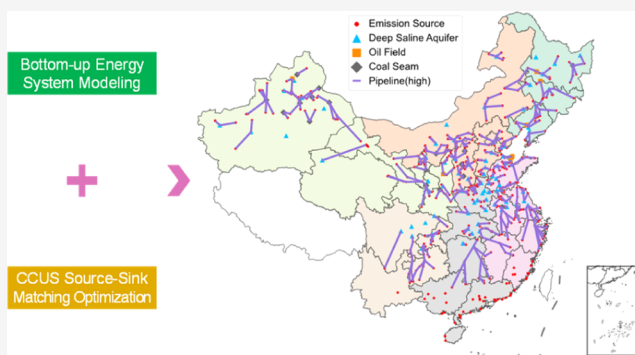 Bottom-up Energy
System Modeling
+
CCUS Source-Sink
Matching Optimization
Emission Source
Deep Saline Aquifer
Oil Field
Coal Seam
Pipeline(high)